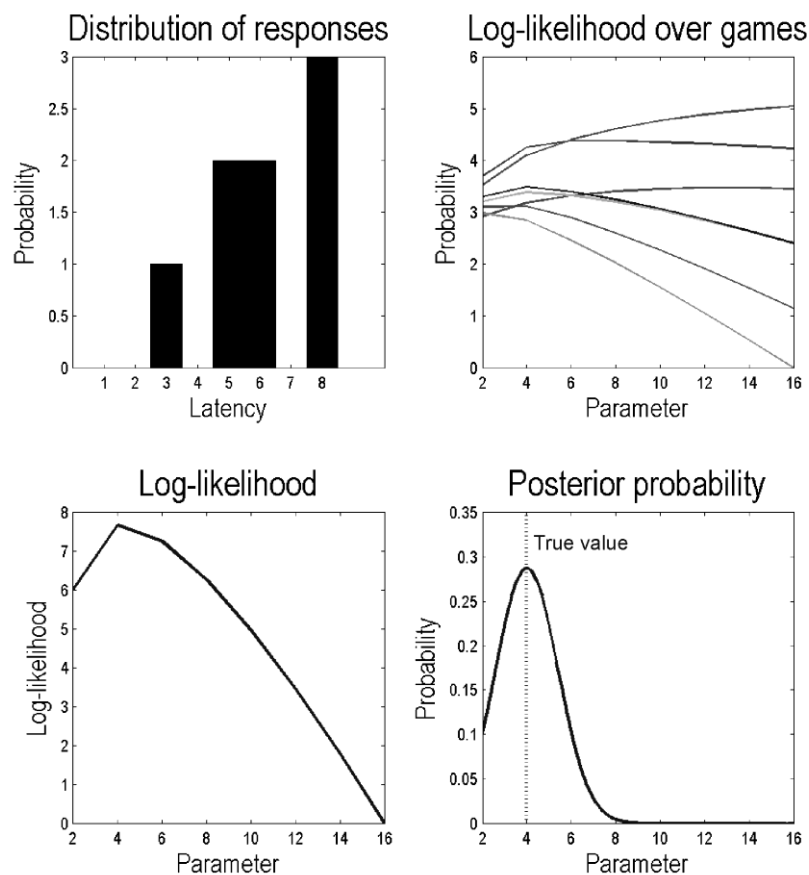 Distribution of responses
Probability
3
2.5
2
1.5
1
0.5
0
1 2 3 4 5 6 7 8
Latency
Log-likelihood over games
Probability
6
5
4
3
2
1
0
2 4 6 8 10 12 14 16
Parameter
Log-likelihood
Log-likelihood
8
7
6
5
4
3
2
1
0
2 4 6 8 10 12 14 16
Parameter
Posterior probability
Probability
0.35
0.3
0.25
0.2
0.15
0.1
0.05
0
True value
2 4 6 8 10 12 14 16
Parameter